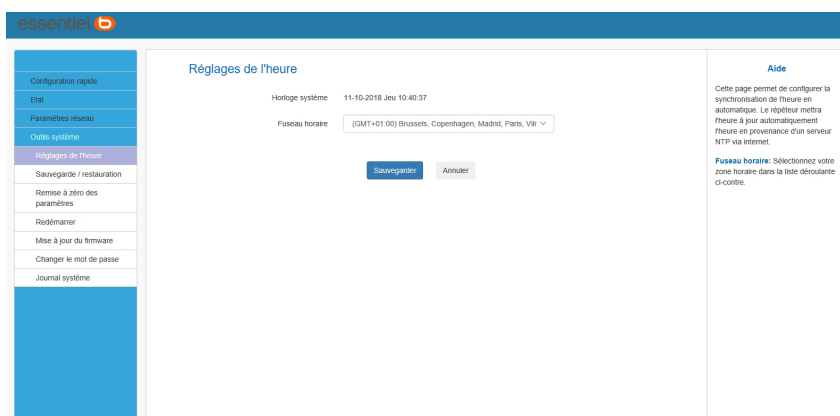 essentiel b
Configuration rapide
Etat
Paramètres réseau
Outils système
Réglages de l'heure
Sauvegarde / restauration
Remise à zéro des
paramètres
Redémarrer
Mise à jour du firmware
Changer le mot de passe
Journal système
Réglages de l'heure
Horloge système 11-10-2018 Jeu 10:40:37
Fuseau horaire (GMT+01:00) Brussels, Copenhagen, Madrid, Paris, Vilr
Sauvegarder Annuler
Aide
Cette page permet de configurer la
synchronisation de l'heure en
automatique. Le répéteur mettra
l'heure à jour automatiquement
l'heure en provenance d'un serveur
NTP via internet.
Fuseau horaire: Sélectionnez votre
zone horaire dans la liste déroulante
ci-contre.